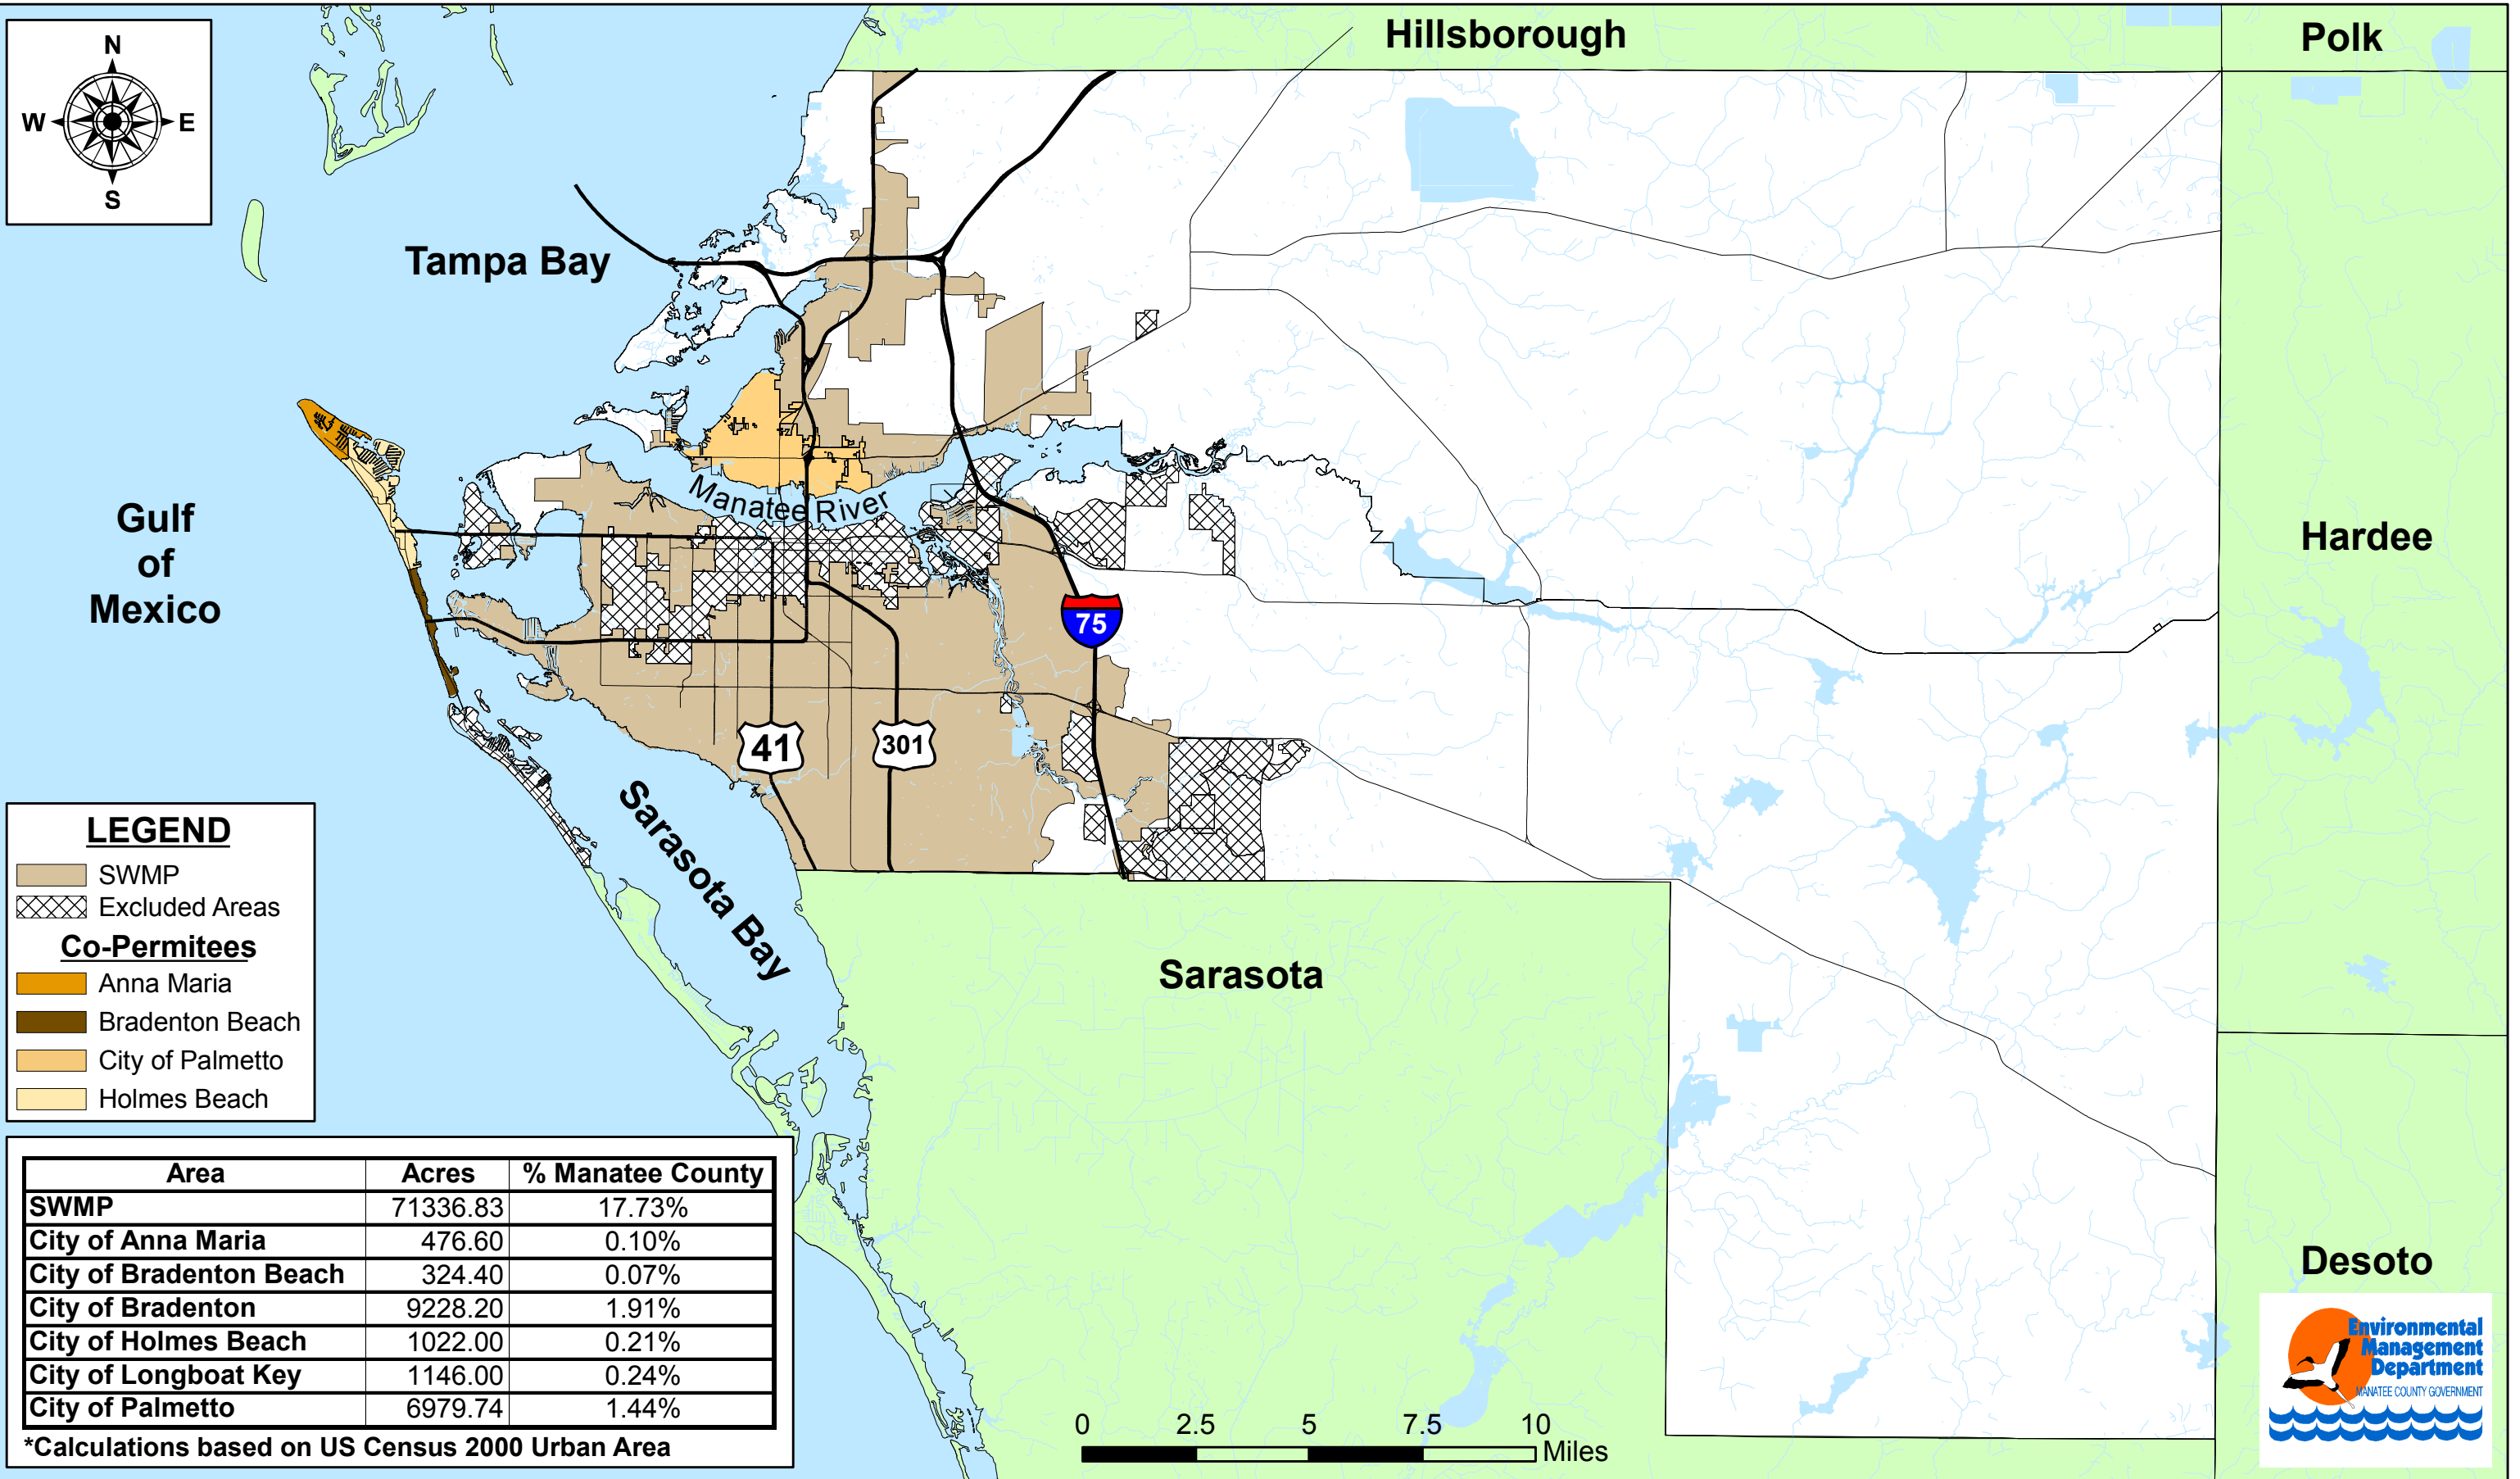 Hillsborough
Polk
N
W
E
S
Tampa Bay
Gulf
of
Mexico
Manatee River
Hardee
75
41
301
Sarasota Bay
Sarasota
Desoto
LEGEND
SWMP
Excluded Areas
Co-Permitees
Anna Maria
Bradenton Beach
City of Palmetto
Holmes Beach
Area Acres % Manatee County
SWMP 71336.83 17.73%
City of Anna Maria 476.60 0.10%
City of Bradenton Beach 324.40 0.07%
City of Bradenton 9228.20 1.91%
City of Holmes Beach 1022.00 0.21%
City of Longboat Key 1146.00 0.24%
City of Palmetto 6979.74 1.44%
*Calculations based on US Census 2000 Urban Area
0 2.5 5 7.5 10
Miles
Environmental
Management
Department
MANATEE COUNTY GOVERNMENT